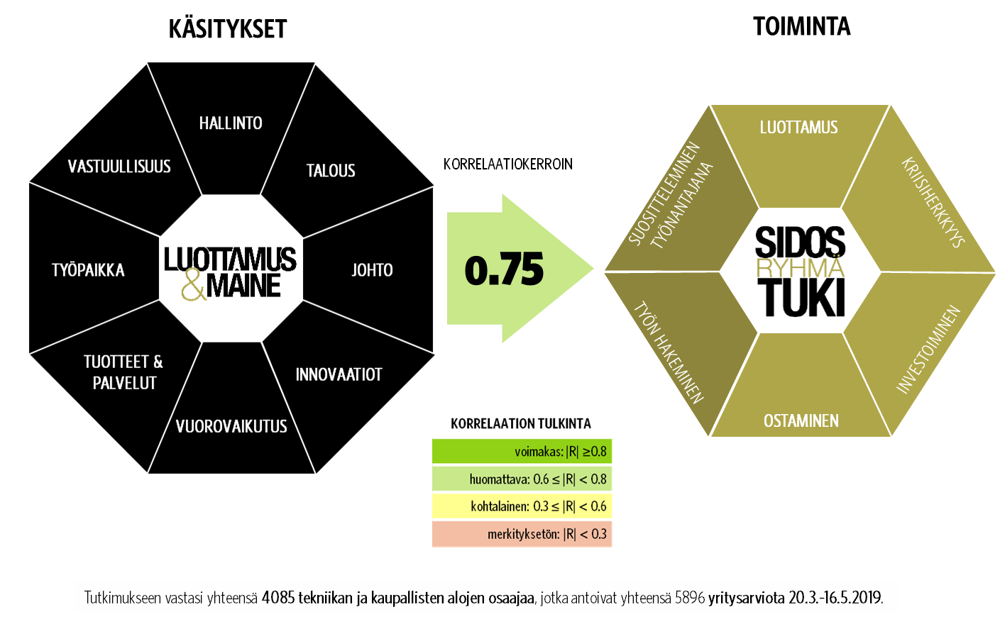 KÄSITYKSET
HALLINTO
TALOUS
JOHTO
INNOVAATIOT
VUOROVAIKUTUS
TUOTTEET &
PALVELUT
TYÖPAIKKA
VASTUULLISUUS
LUOTTAMUS
&MAINE
KORRELAATIOKERROIN
0.75
TOIMINTA
LUOTTAMUS
KRIISIHERKKYYS
INVESTOIMINEN
OSTAMINEN
TYÖN HAKEMINEN
SUOSITTELEMINEN
TYÖNANTAJANA
SIDOS
RYHMÄ
TUKI
KORRELAATION TULKINTA
voimakas: |R| ≥0.8
huomattava: 0.6 ≤ |R| < 0.8
kohtalainen: 0.3 ≤ |R| < 0.6
merkityksetön: |R| < 0.3
Tutkimukseen vastasi yhteensä 4085 tekniikan ja kaupallisten alojen osaajaa, jotka antoivat yhteensä 5896 yritysarviota 20.3.-16.5.2019.